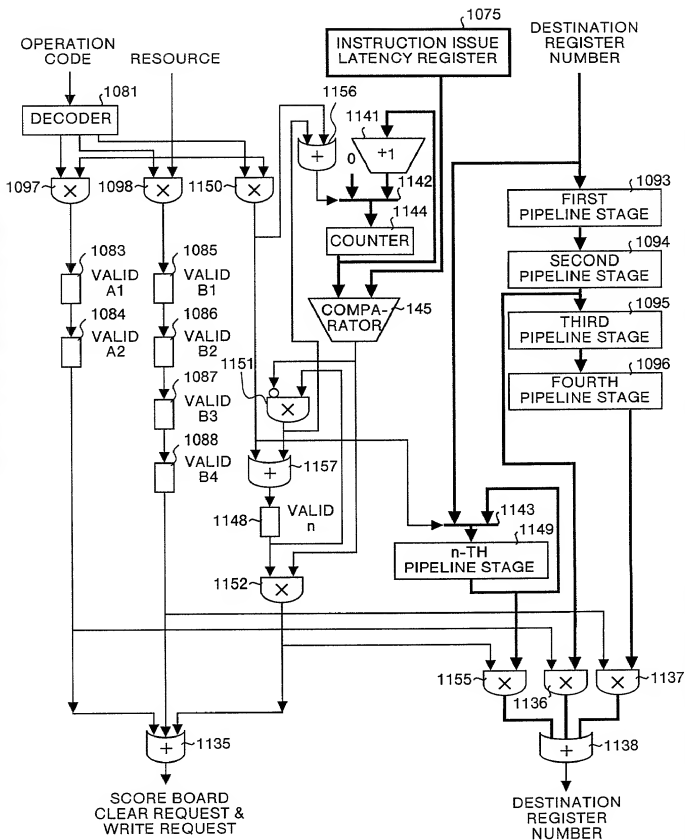 1075
OPERATION
CODE
RESOURCE
INSTRUCTION ISSUE
LATENCY REGISTER
DESTINATION
REGISTER
NUMBER
1081
DECODER
1156
+
1141
+1
0
1142
1097
×
1098
×
1150
×
1144
COUNTER
1093
FIRST
PIPELINE STAGE
1094
SECOND
PIPELINE STAGE
1095
THIRD
PIPELINE STAGE
1096
FOURTH
PIPELINE STAGE
1083
VALID
A1
1085
VALID
B1
COMPA-
RATOR
145
1084
VALID
A2
1086
VALID
B2
1151
×
1087
VALID
B3
1088
VALID
B4
1157
+
1148
VALID
n
1143
1149
n-TH
PIPELINE STAGE
1152
×
1155
×
1136
×
1137
×
1135
+
1138
+
SCORE BOARD
CLEAR REQUEST &
WRITE REQUEST
DESTINATION
REGISTER
NUMBER